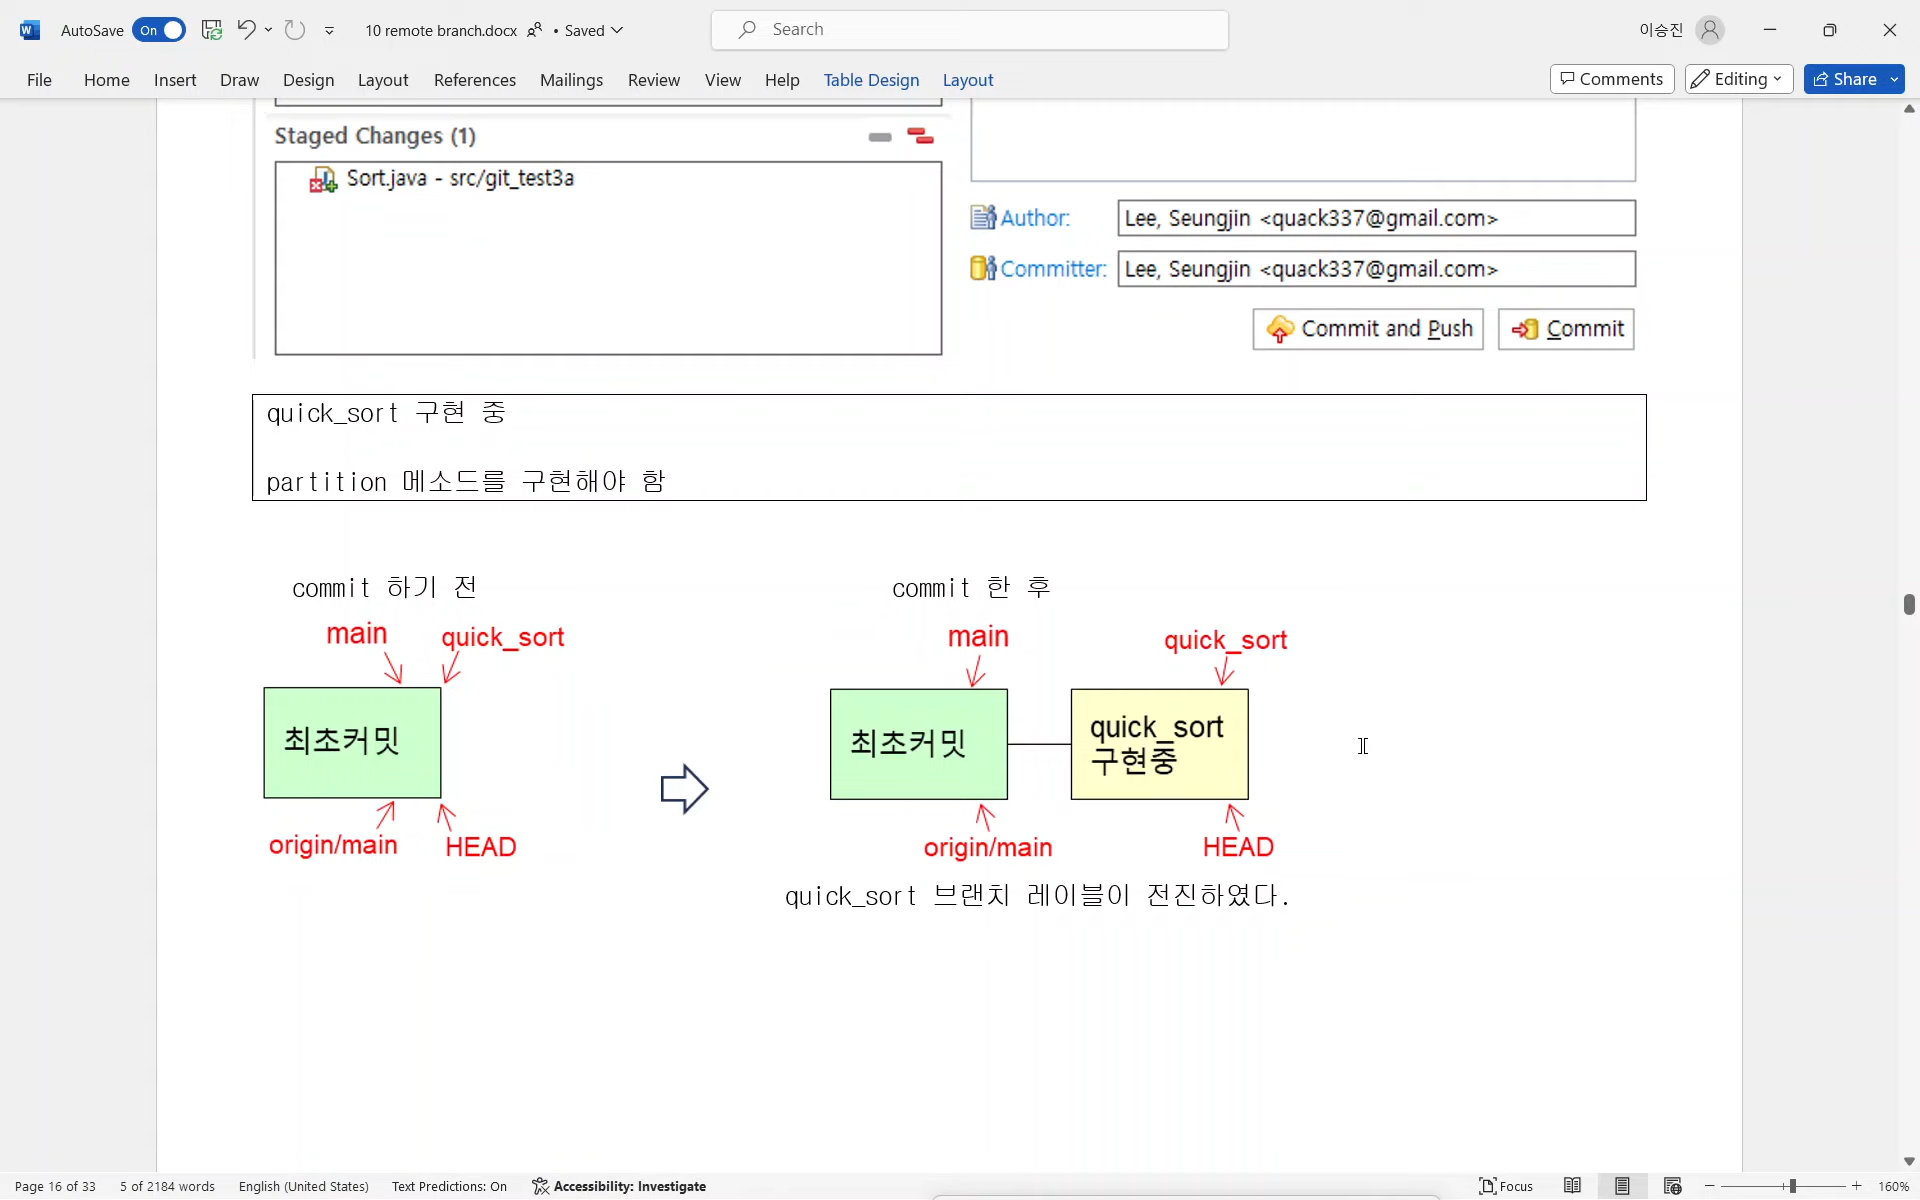 AutoSave On 10 remote branch.docx • Saved Search 이승진
File Home Insert Draw Design Layout References Mailings Review View Help Table Design Layout Comments Editing Share
Staged Changes (1)
Sort.java - src/git_test3a
Author: Lee, Seungjin <quack337@gmail.com>
Committer: Lee, Seungjin <quack337@gmail.com>
Commit and Push Commit
quick_sort 구현 중
partition 메소드를 구현해야 함
commit 하기 전
main quick_sort
최초커밋
origin/main HEAD
commit 한 후
main quick_sort
최초커밋
quick_sort
구현중
origin/main HEAD
quick_sort 브랜치 레이블이 전진하였다.
Page 16 of 33 5 of 2184 words English (United States) Text Predictions: On Accessibility: Investigate Focus 160%